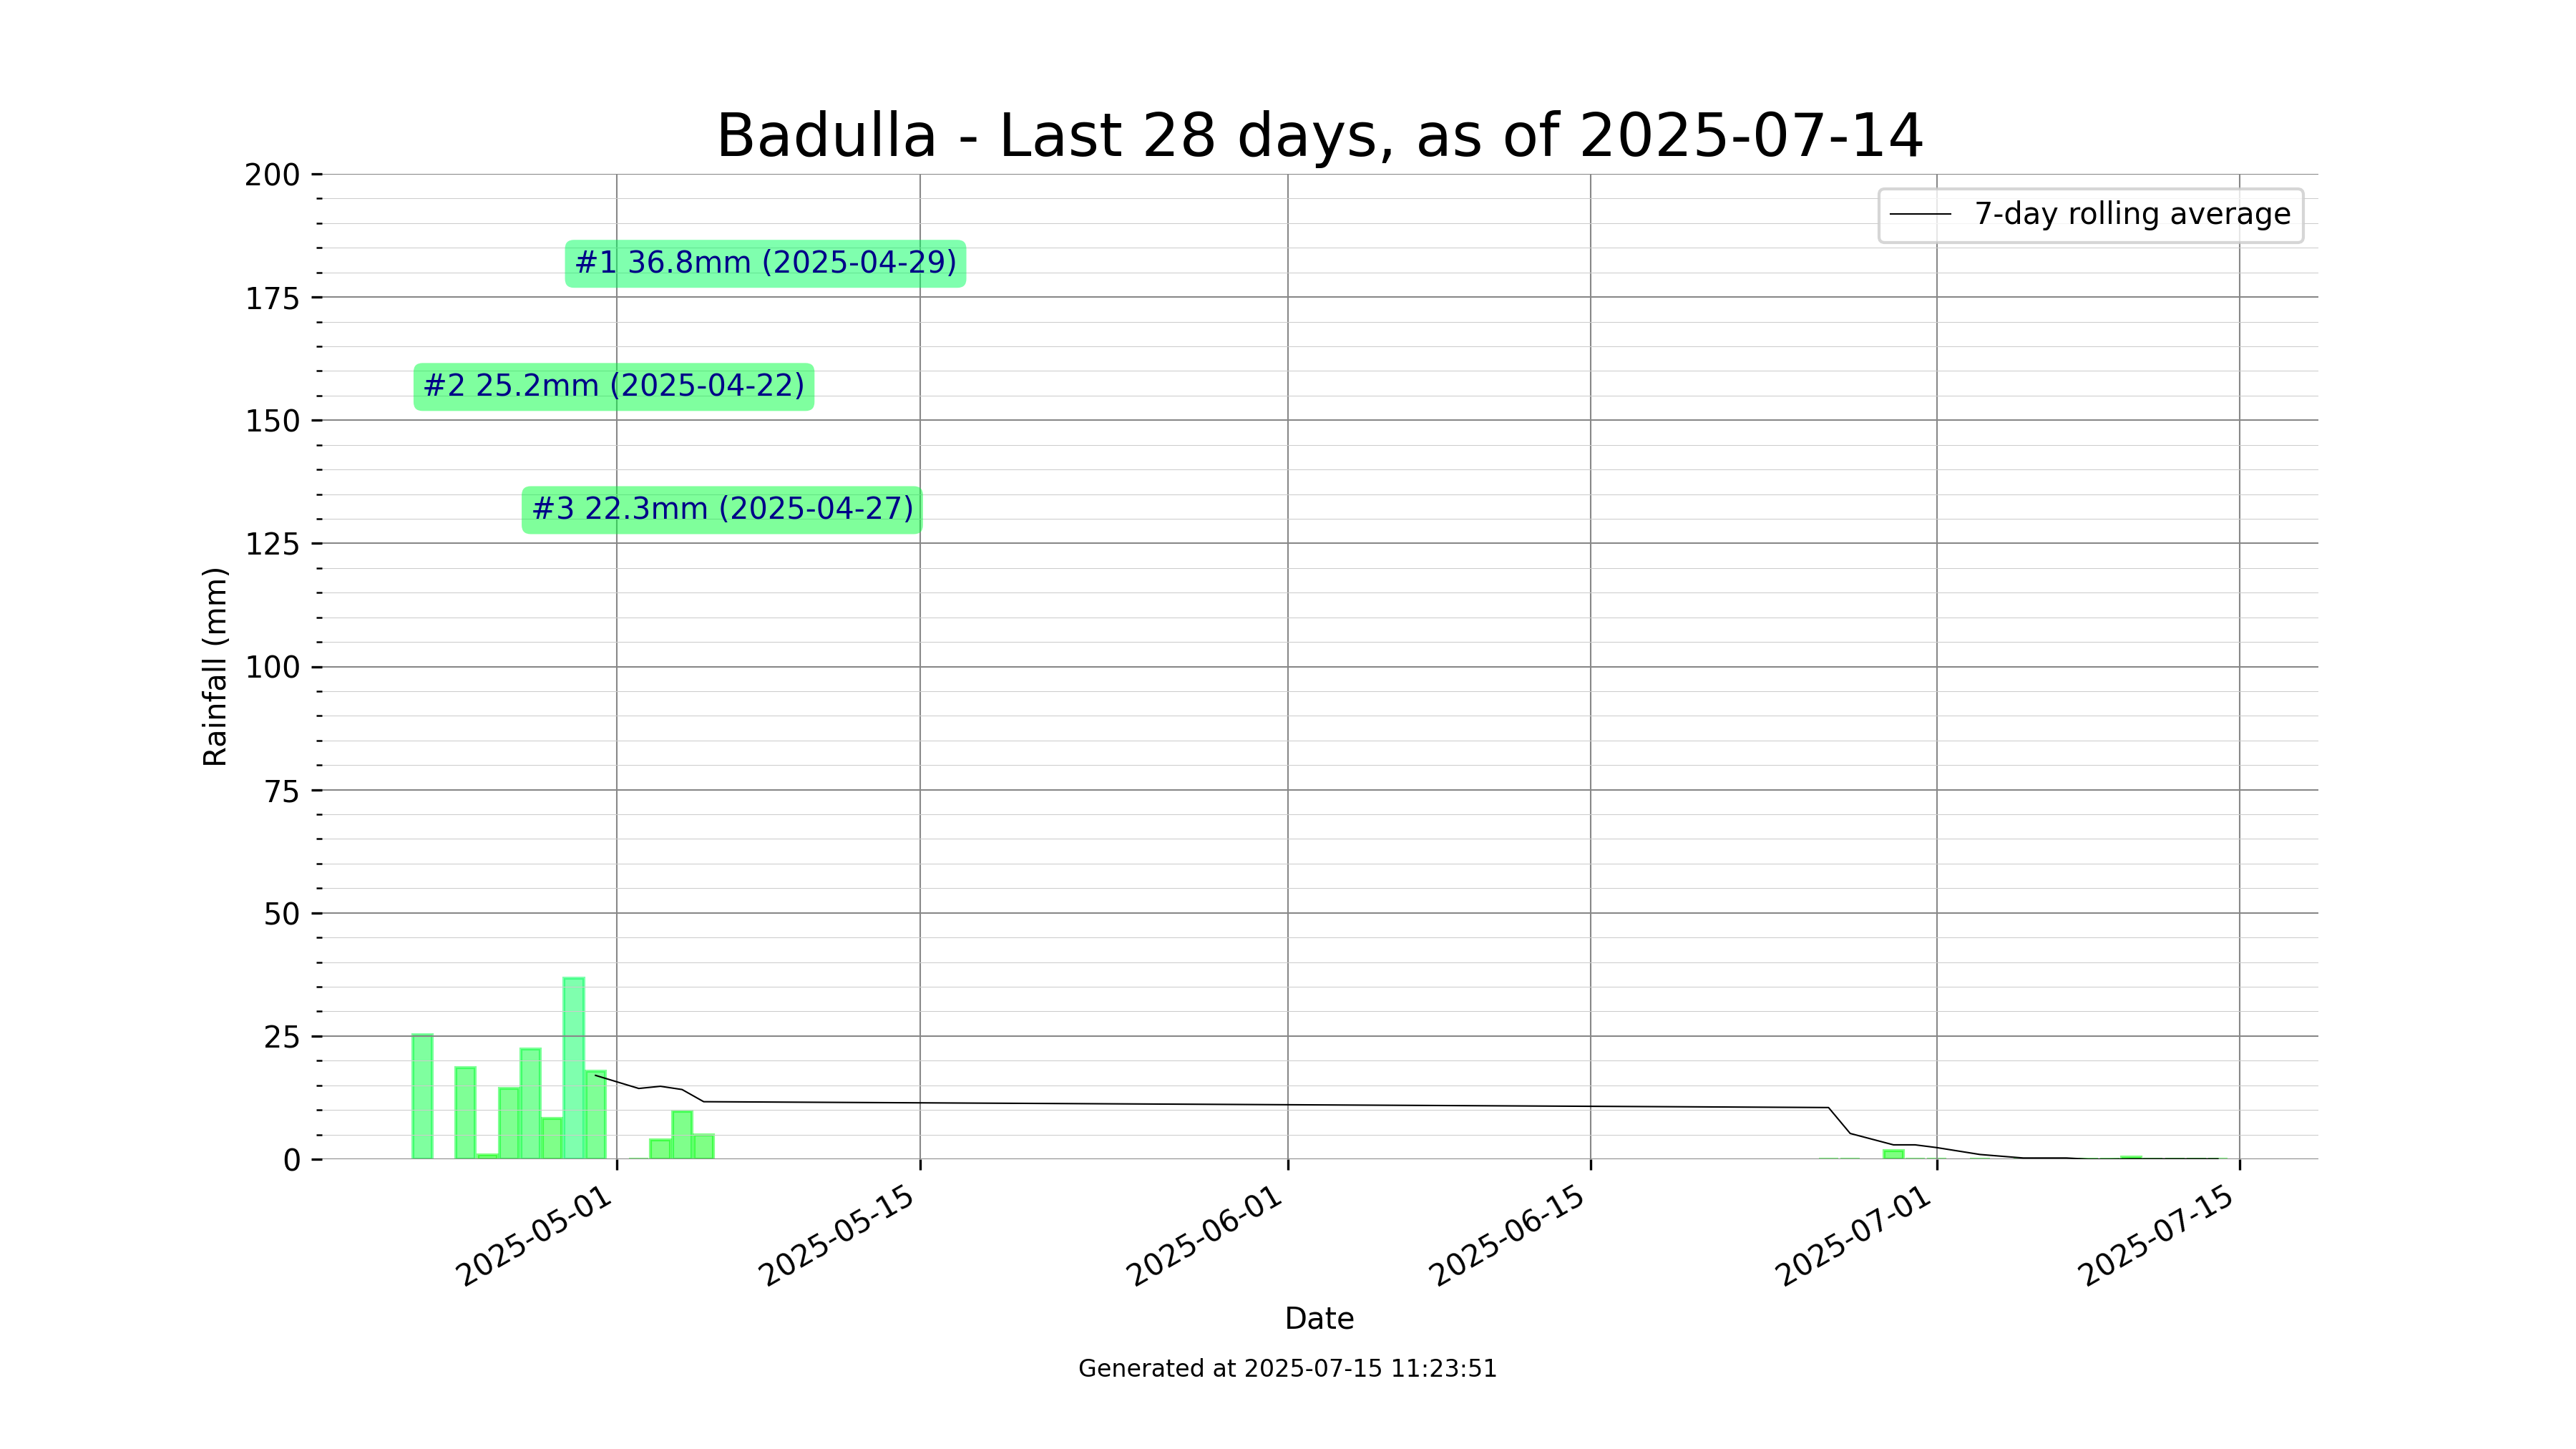 Badulla - Last 28 days, as of 2025-07-14
200
175
150
125
100
75
50
25
0
Rainfall (mm)
7-day rolling average
#1 36.8mm (2025-04-29)
#2 25.2mm (2025-04-22)
#3 22.3mm (2025-04-27)
2025-05-01
2025-05-15
2025-06-01
2025-06-15
2025-07-01
2025-07-15
Date
Generated at 2025-07-15 11:23:51